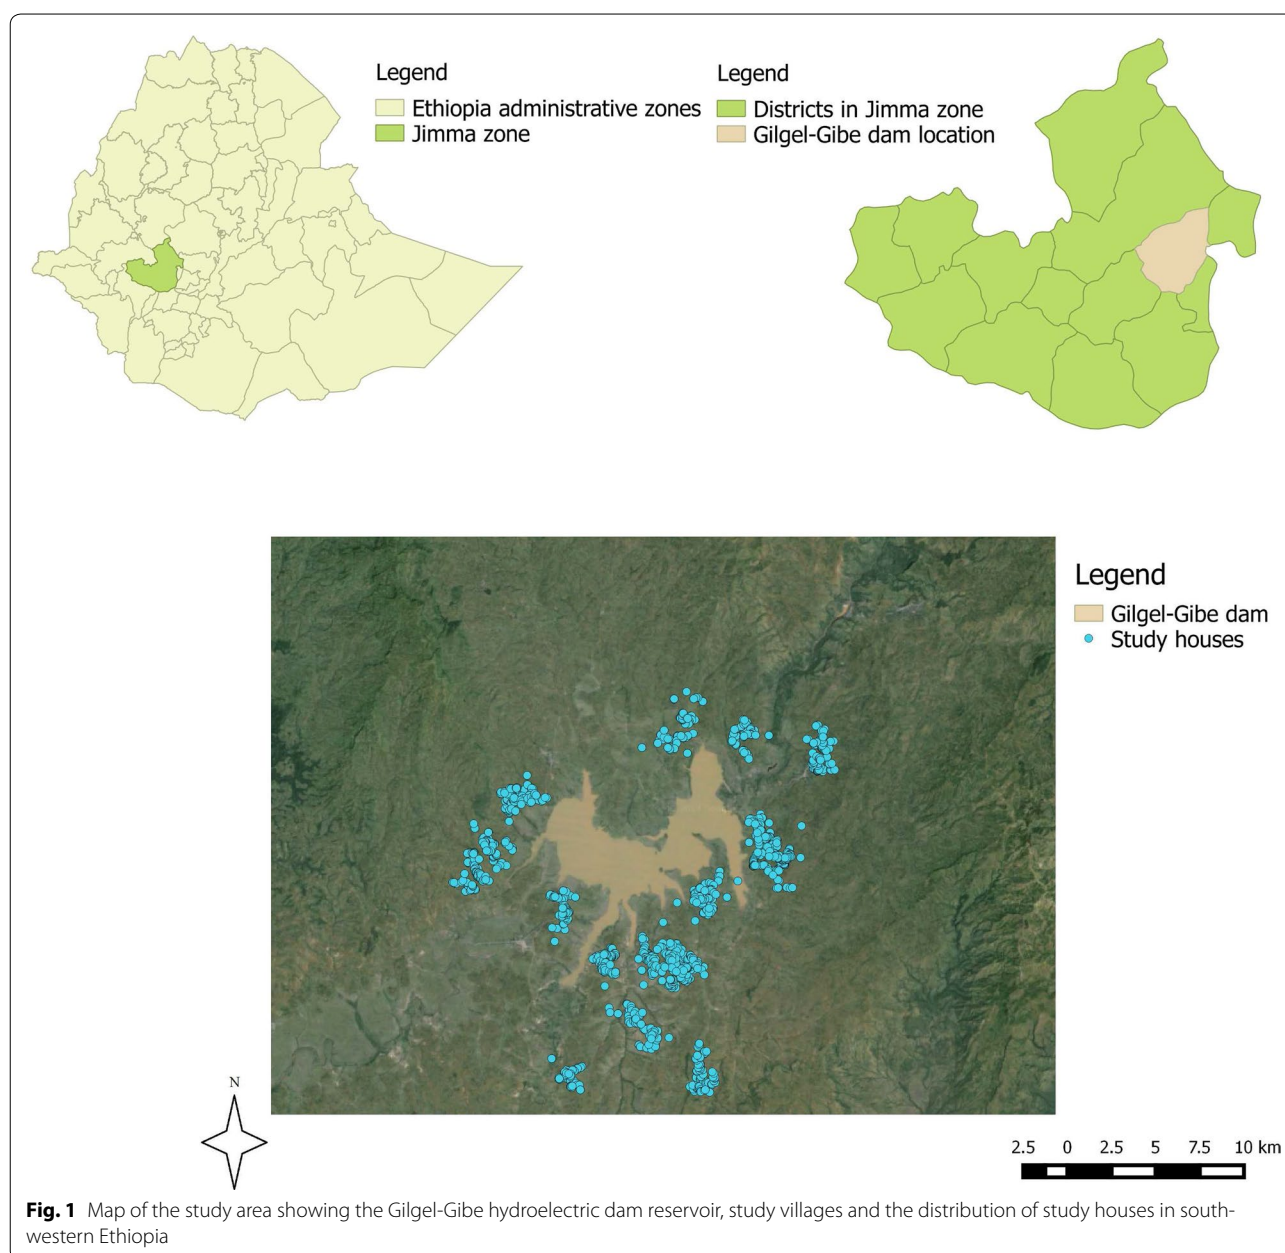 Legend
Ethiopia administrative zones
Jimma zone
Legend
Districts in Jimma zone
Gilgel-Gibe dam location
Legend
Gilgel-Gibe dam
Study houses
N
2.5 0 2.5 5 7.5 10 km
Fig. 1 Map of the study area showing the Gilgel-Gibe hydroelectric dam reservoir, study villages and the distribution of study houses in south-
western Ethiopia